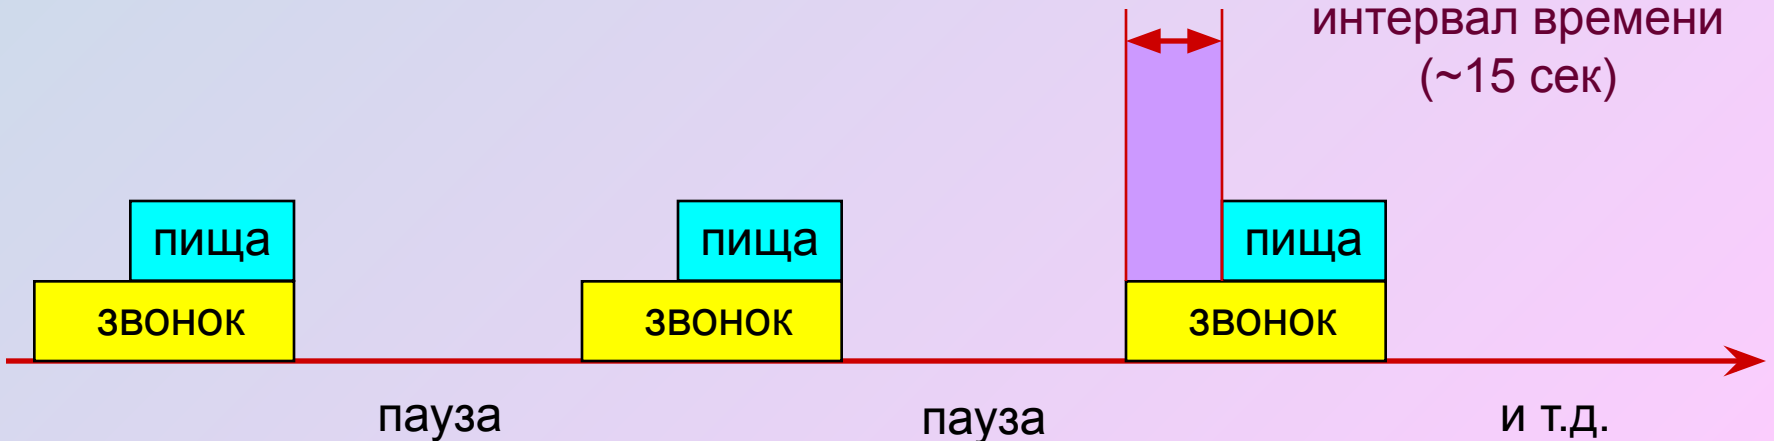 интервал времени
(~15 сек)
пища
пища
пища
звонок
звонок
звонок
пауза
пауза
и т.д.